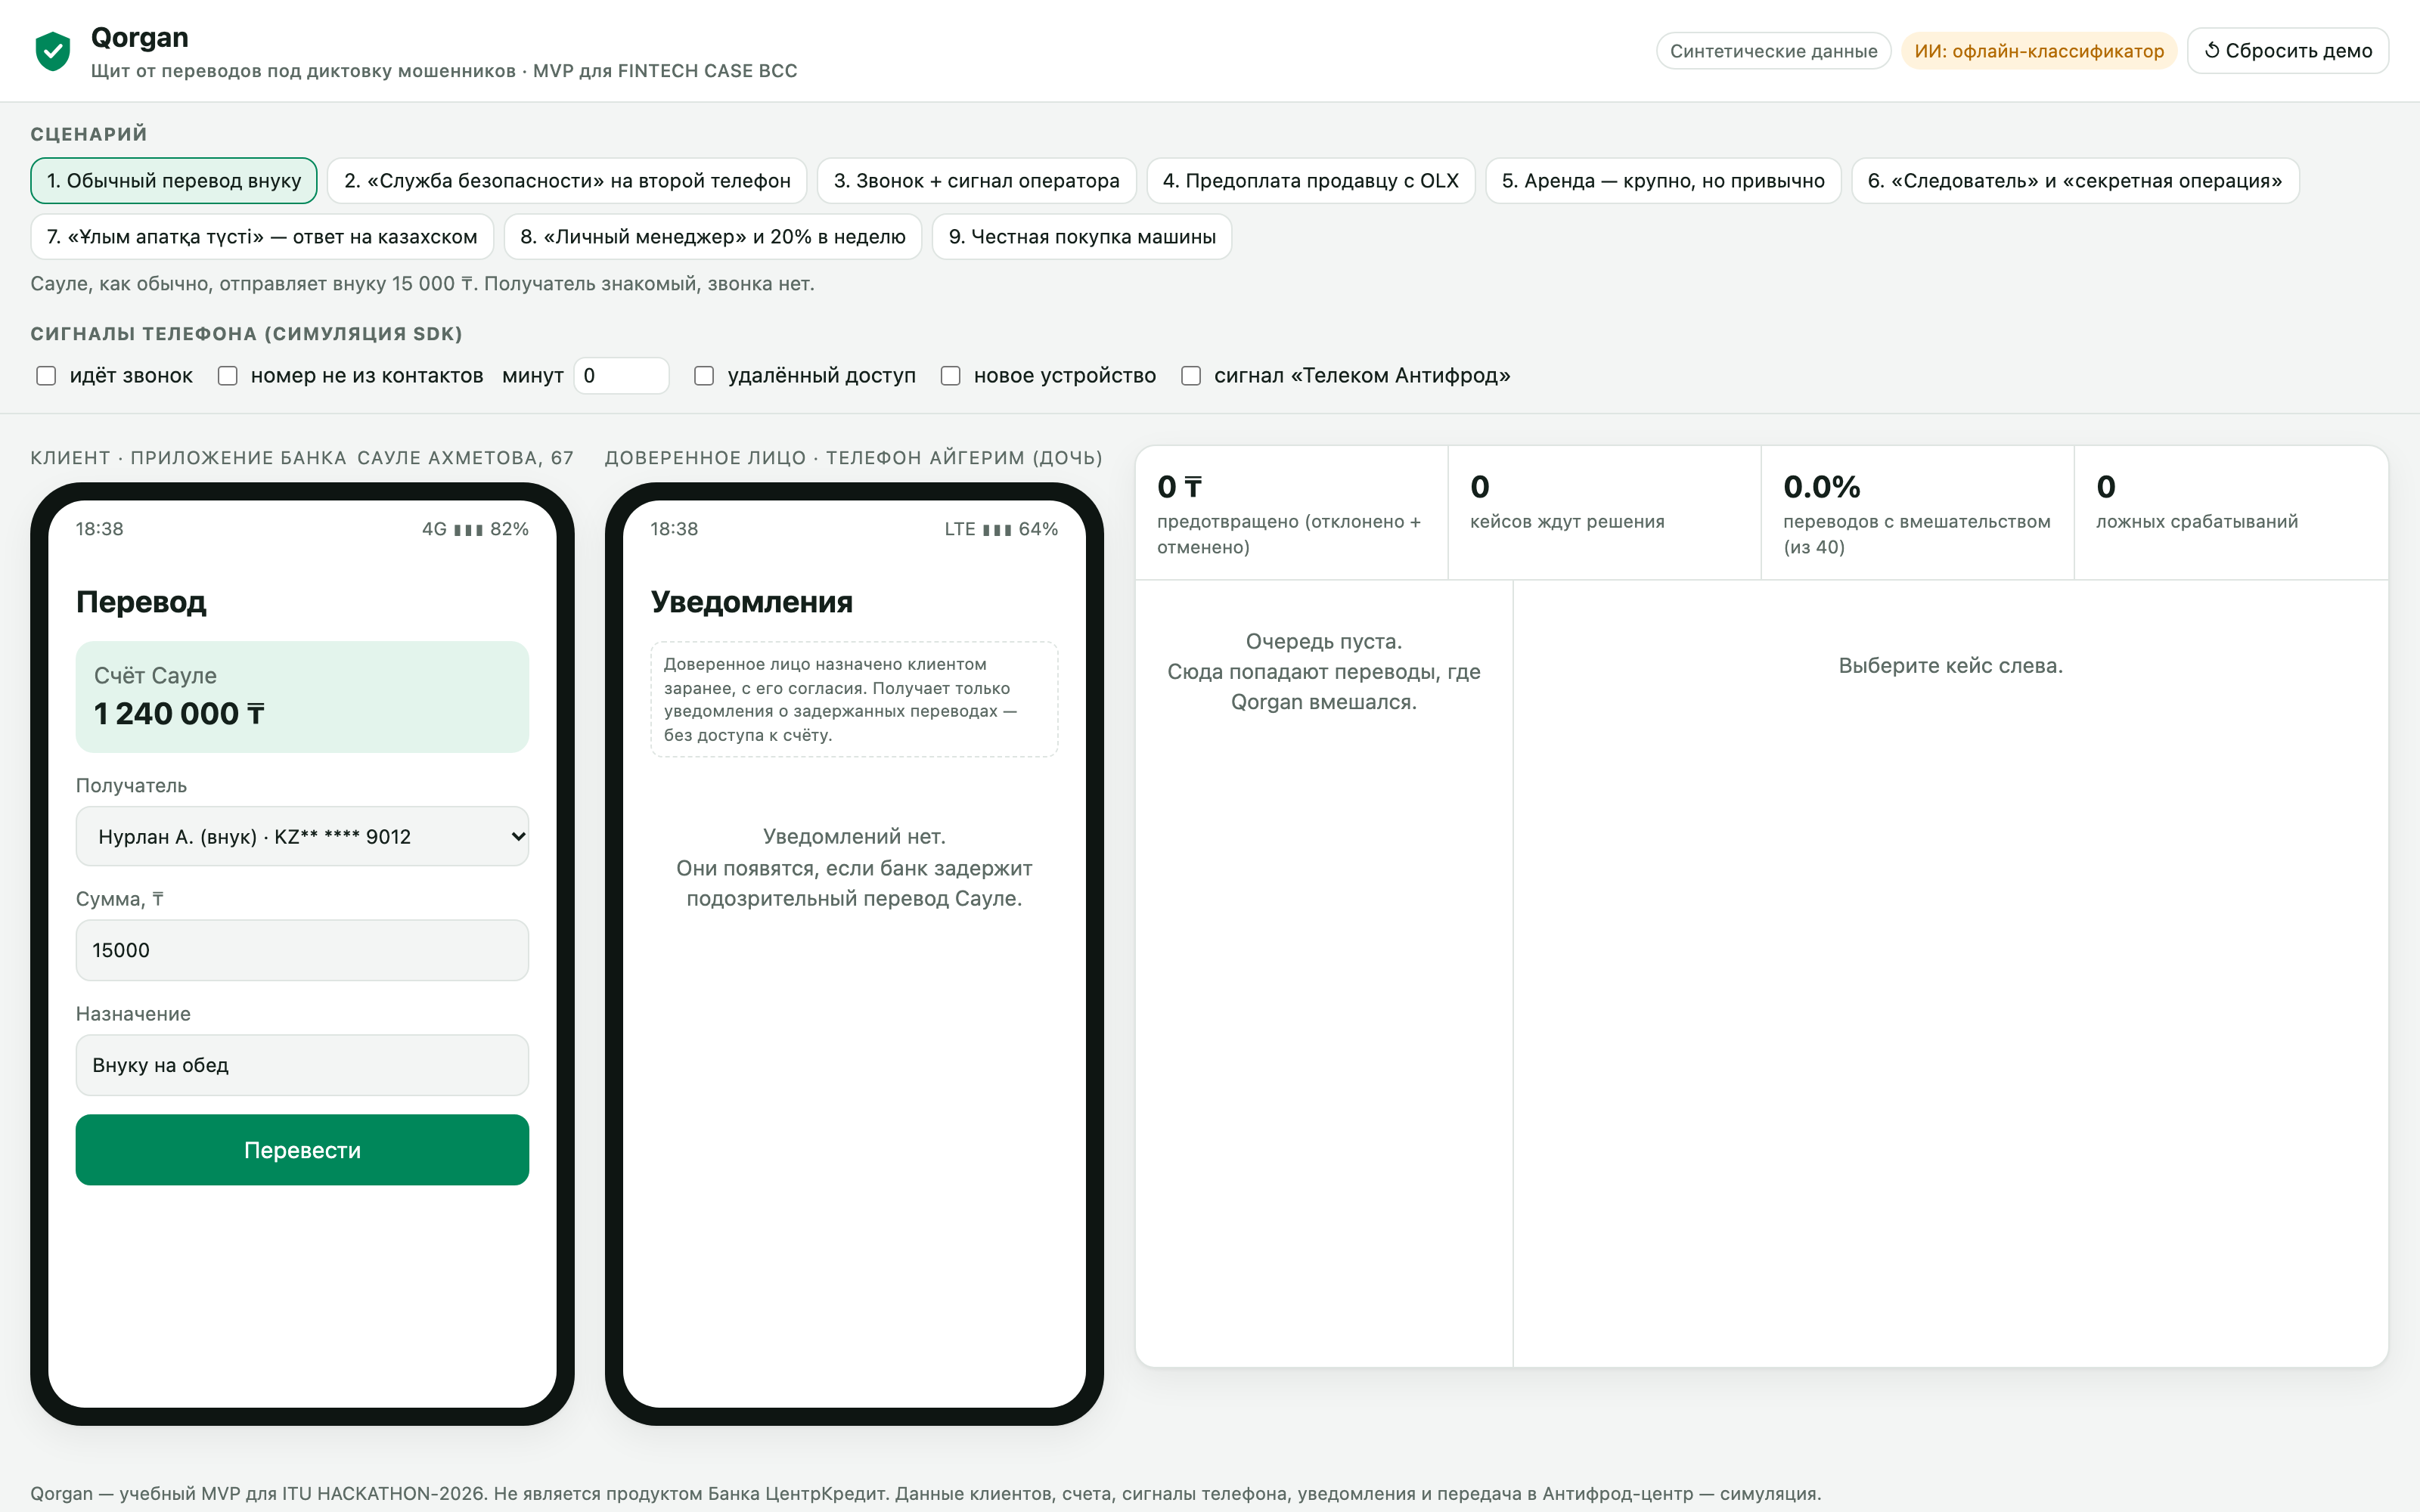 Qorgan
Щит от переводов под диктовку мошенников · MVP для FINTECH CASE BCC
Синтетические данные
ИИ: офлайн-классификатор
Сбросить демо
СЦЕНАРИЙ
1. Обычный перевод внуку
2. «Служба безопасности» на второй телефон
3. Звонок + сигнал оператора
4. Предоплата продавцу с OLX
5. Аренда — крупно, но привычно
6. «Следователь» и «секретная операция»
7. «Ұлым апатқа түсті» — ответ на казахском
8. «Личный менеджер» и 20% в неделю
9. Честная покупка машины
Сауле, как обычно, отправляет внуку 15 000 ₸. Получатель знакомый, звонка нет.
СИГНАЛЫ ТЕЛЕФОНА (СИМУЛЯЦИЯ SDK)
идёт звонок
номер не из контактов
минут 0
удалённый доступ
новое устройство
сигнал «Телеком Антифрод»
КЛИЕНТ · ПРИЛОЖЕНИЕ БАНКА САУЛЕ АХМЕТОВА, 67
18:38
4G 82%
Перевод
Счёт Сауле
1 240 000 ₸
Получатель
Нурлан А. (внук) · KZ** **** 9012
Сумма, ₸
15000
Назначение
Внуку на обед
Перевести
ДОВЕРЕННОЕ ЛИЦО · ТЕЛЕФОН АЙГЕРИМ (ДОЧЬ)
18:38
LTE 64%
Уведомления
Доверенное лицо назначено клиентом
заранее, с его согласия. Получает только
уведомления о задержанных переводах —
без доступа к счёту.
Уведомлений нет.
Они появятся, если банк задержит
подозрительный перевод Сауле.
0 ₸
предотвращено (отклонено +
отменено)
0
кейсов ждут решения
0.0%
переводов с вмешательством
(из 40)
0
ложных срабатываний
Очередь пуста.
Сюда попадают переводы, где
Qorgan вмешался.
Выберите кейс слева.
Qorgan — учебный MVP для ITU HACKATHON-2026. Не является продуктом Банка ЦентрКредит. Данные клиентов, счета, сигналы телефона, уведомления и передача в Антифрод-центр — симуляция.